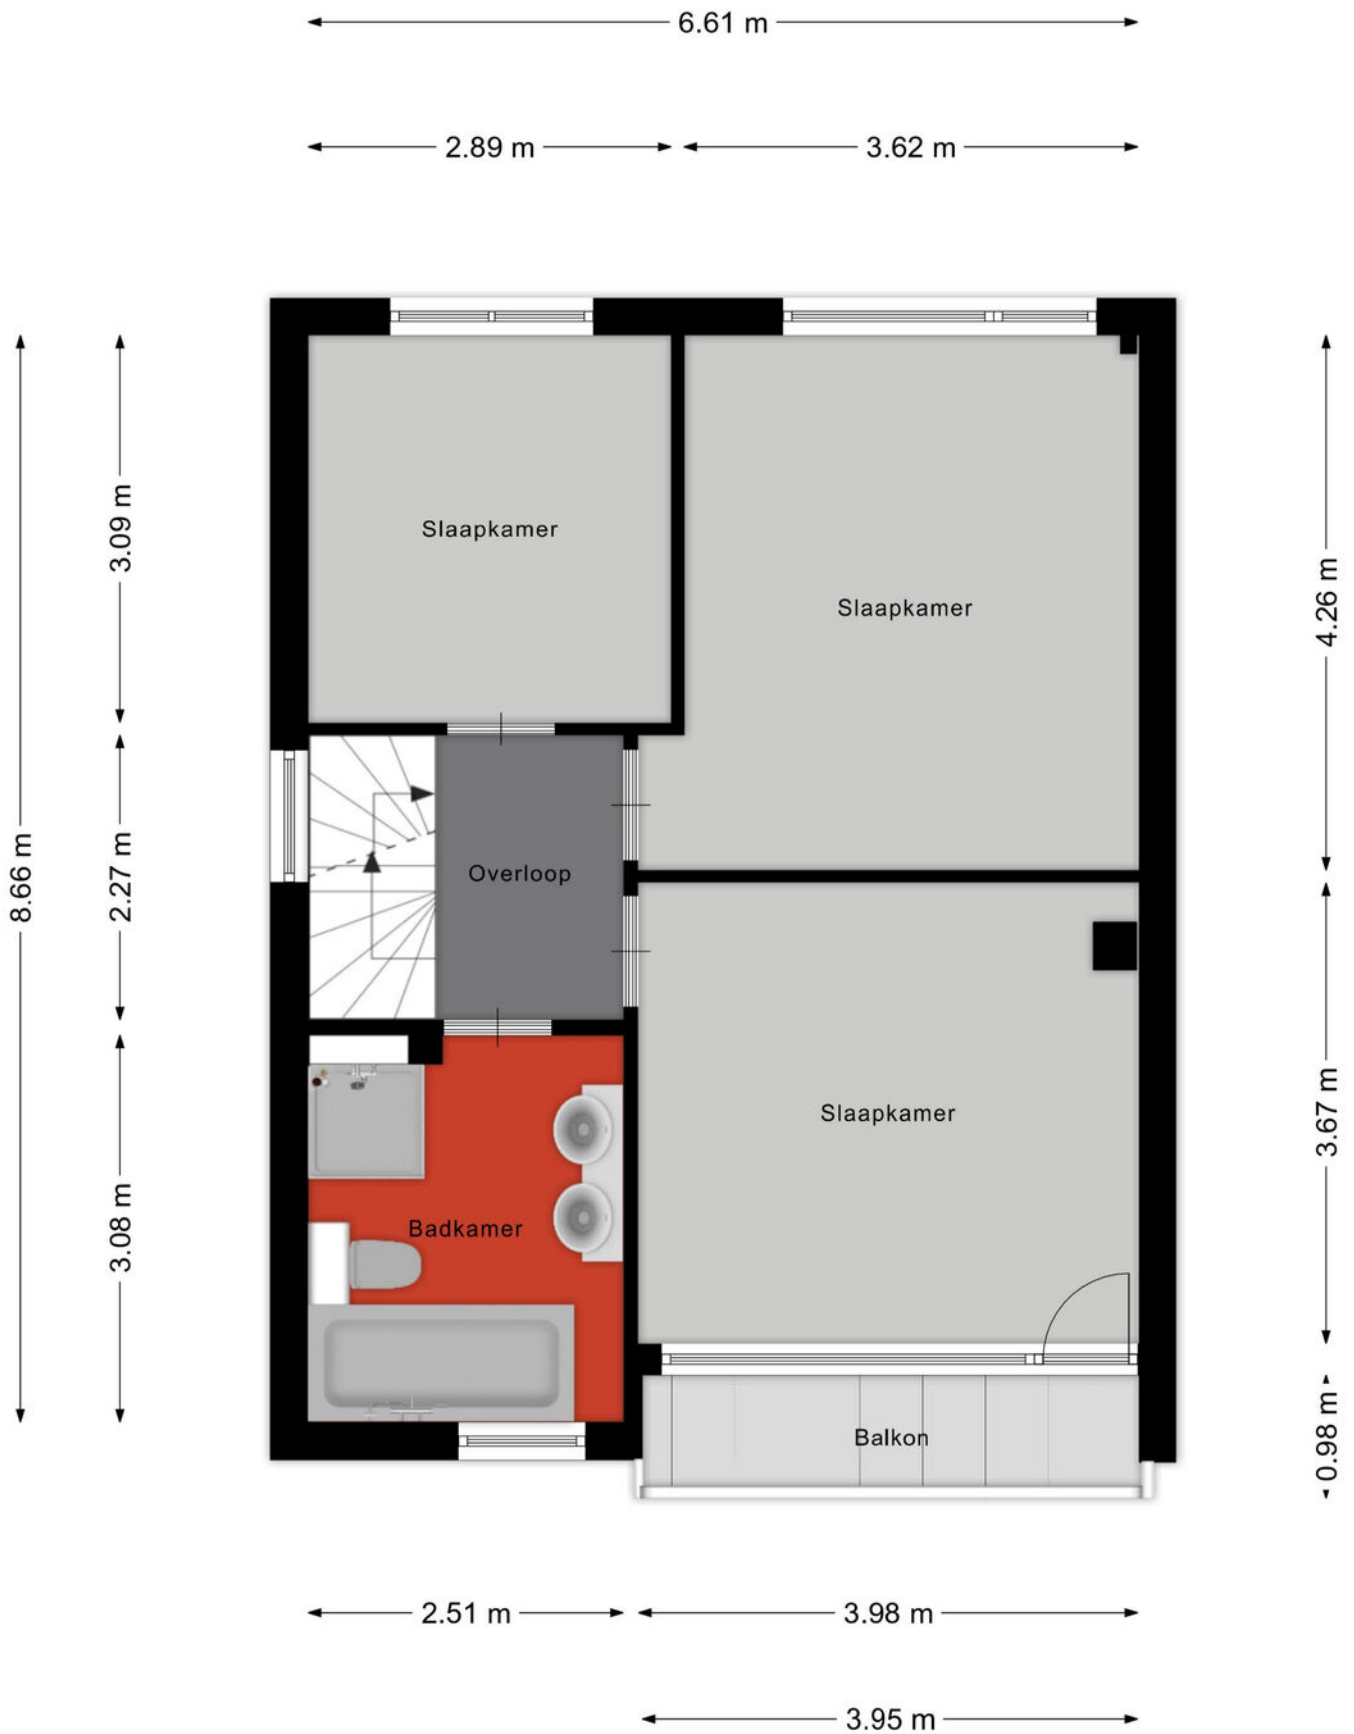 6.61 m
2.89 m
3.62 m
8.66 m
3.09 m
2.27 m
3.08 m
4.26 m
3.67 m
0.98 m
Slaapkamer
Slaapkamer
Overloop
Slaapkamer
Badkamer
Balkon
2.51 m
3.98 m
3.95 m